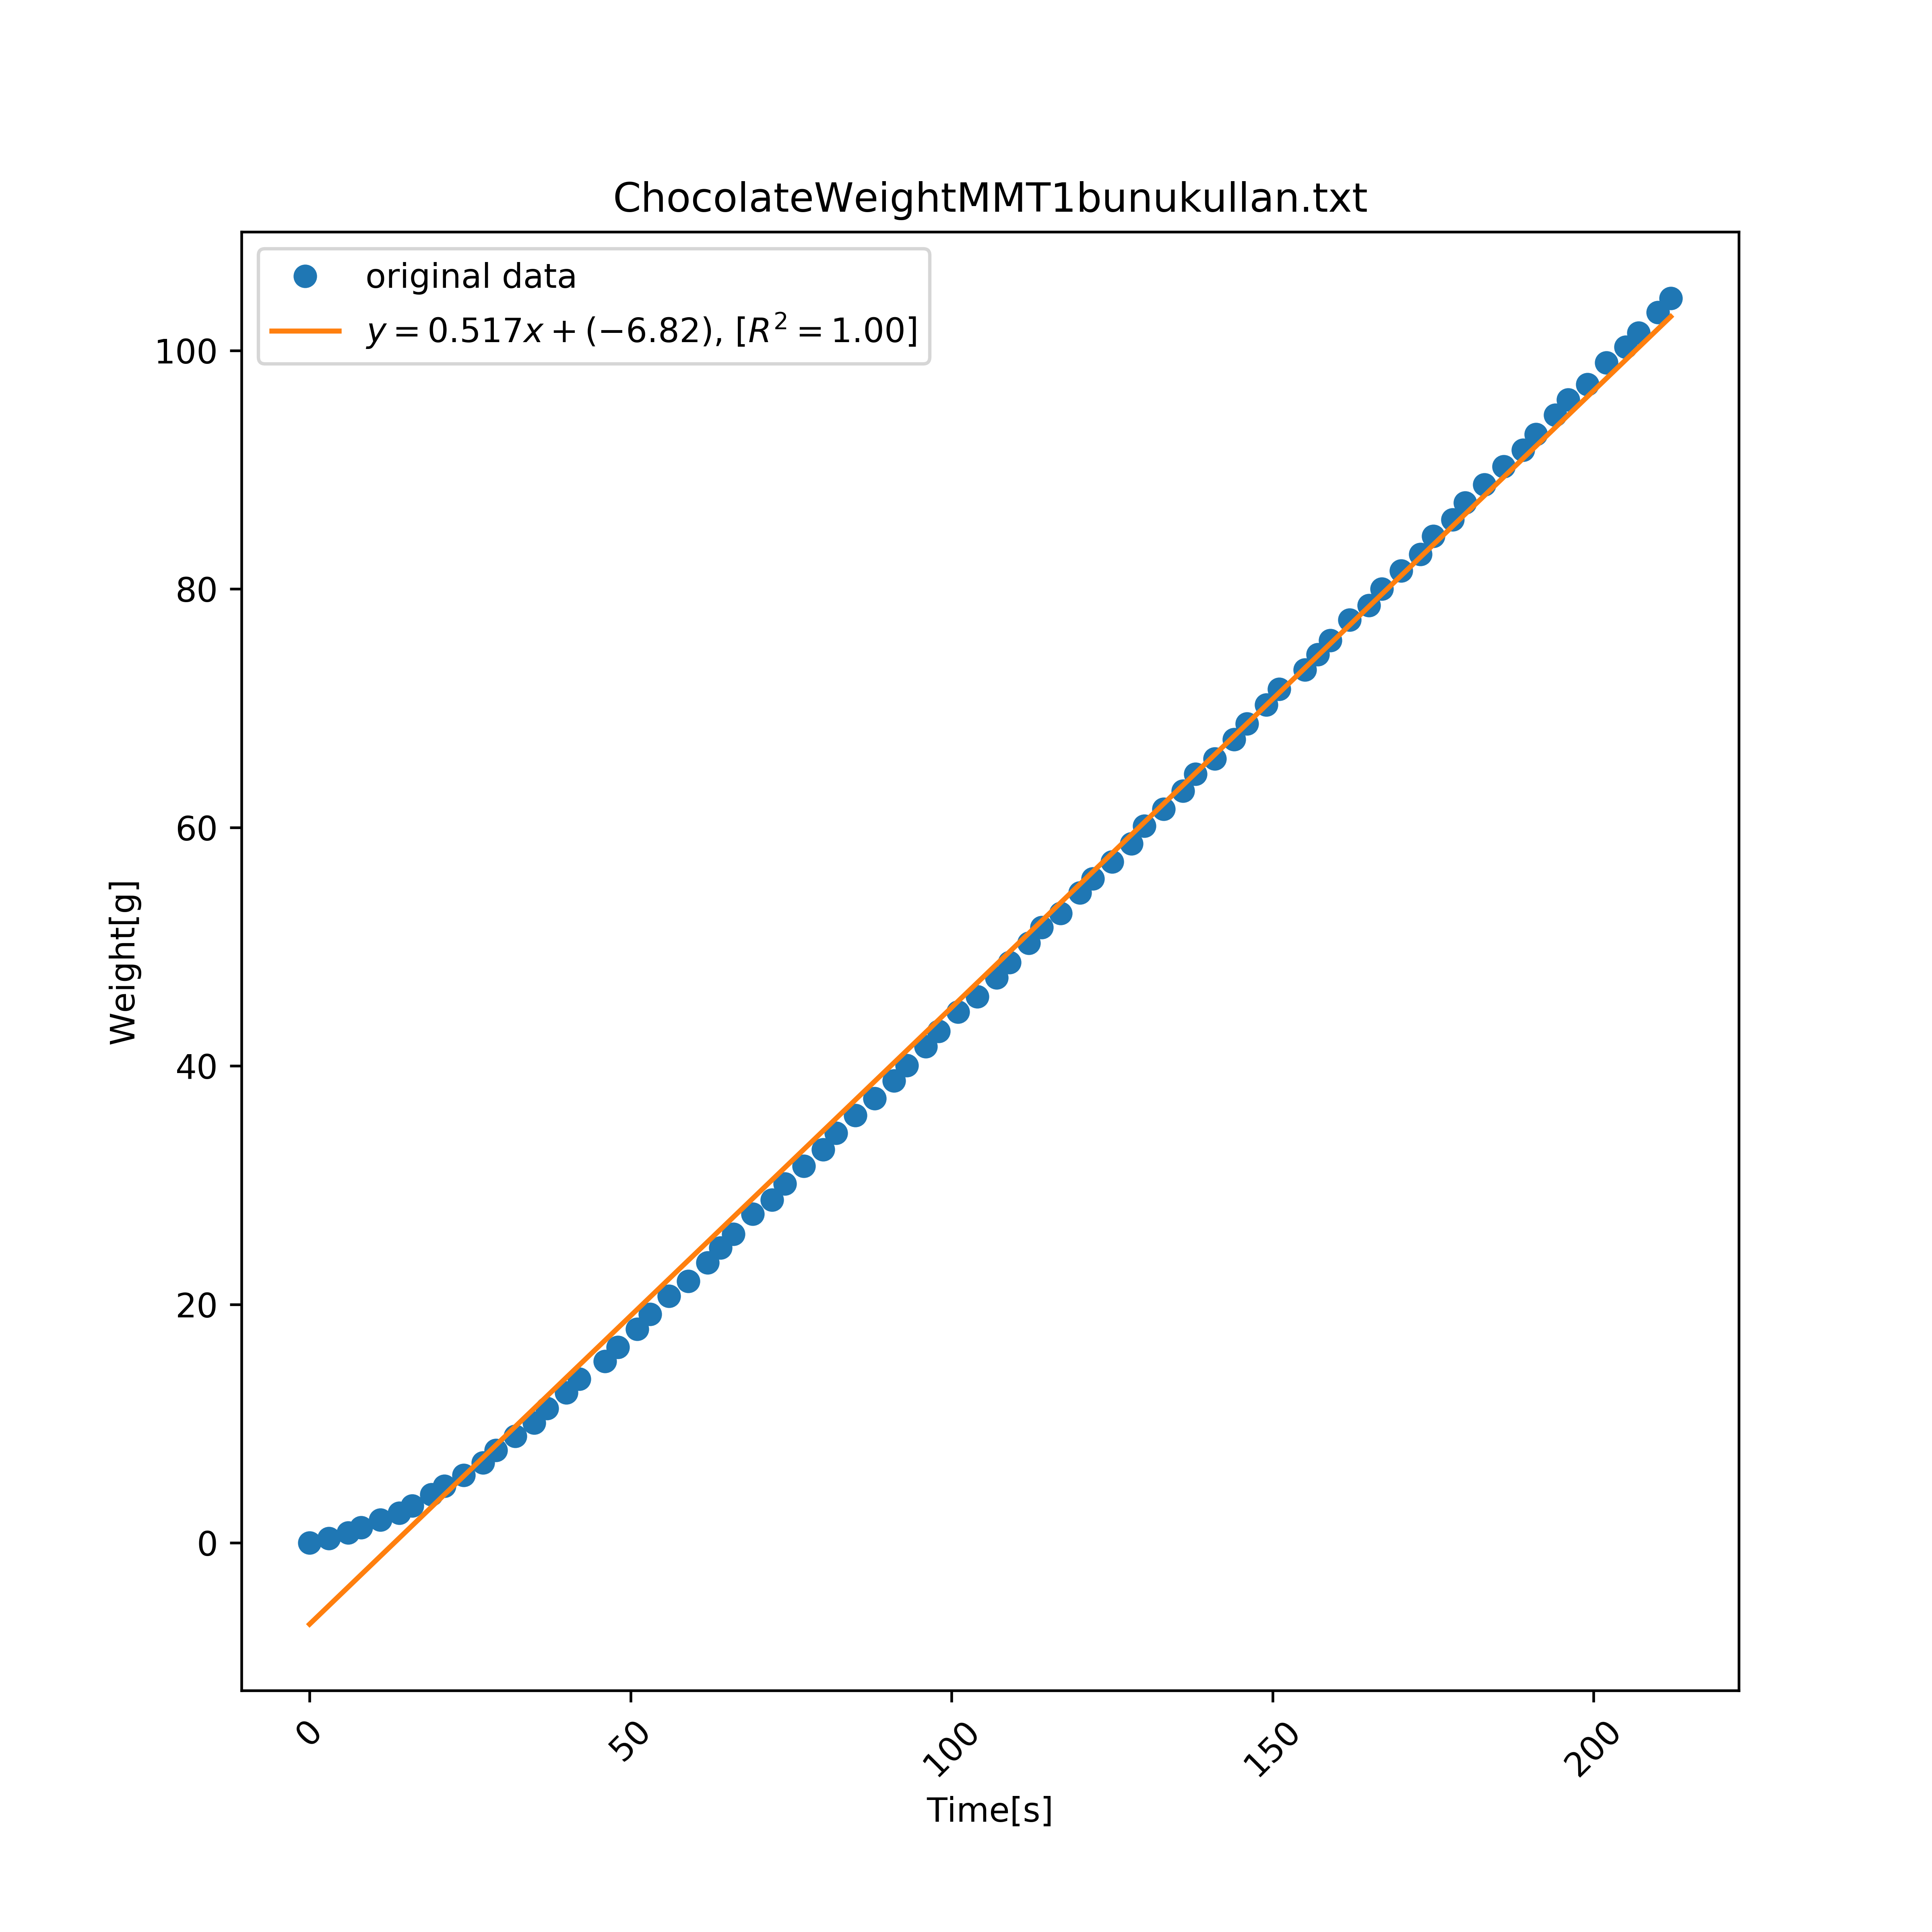 ChocolateWeightMMT1bunukullan.txt
original data
y = 0.517x + (−6.82), [R² = 1.00]
100
80
60
40
20
0
Weight[g]
0 50 100 150 200
Time[s]